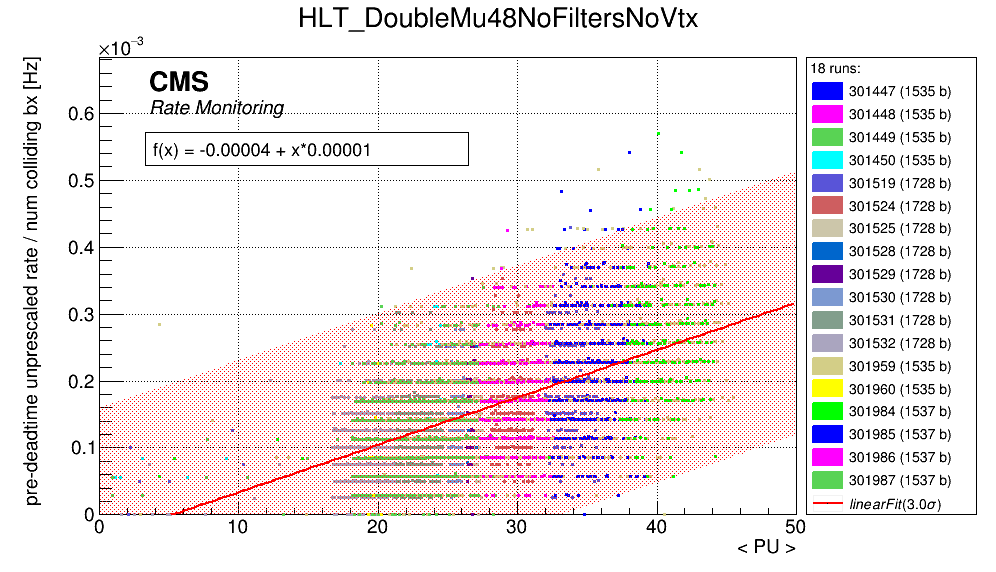 HLT_DoubleMu48NoFiltersNoVtx
×10⁻³
CMS
Rate Monitoring
f(x) = -0.00004 + x*0.00001
pre-deadtime unprescaled rate / num colliding bx [Hz]
0.6
0.5
0.4
0.3
0.2
0.1
0
0 10 20 30 40 50
< PU >
18 runs:
301447 (1535 b)
301448 (1535 b)
301449 (1535 b)
301450 (1535 b)
301519 (1728 b)
301524 (1728 b)
301525 (1728 b)
301528 (1728 b)
301529 (1728 b)
301530 (1728 b)
301531 (1728 b)
301532 (1728 b)
301959 (1535 b)
301960 (1535 b)
301984 (1537 b)
301985 (1537 b)
301986 (1537 b)
301987 (1537 b)
linearFit(3.0σ)